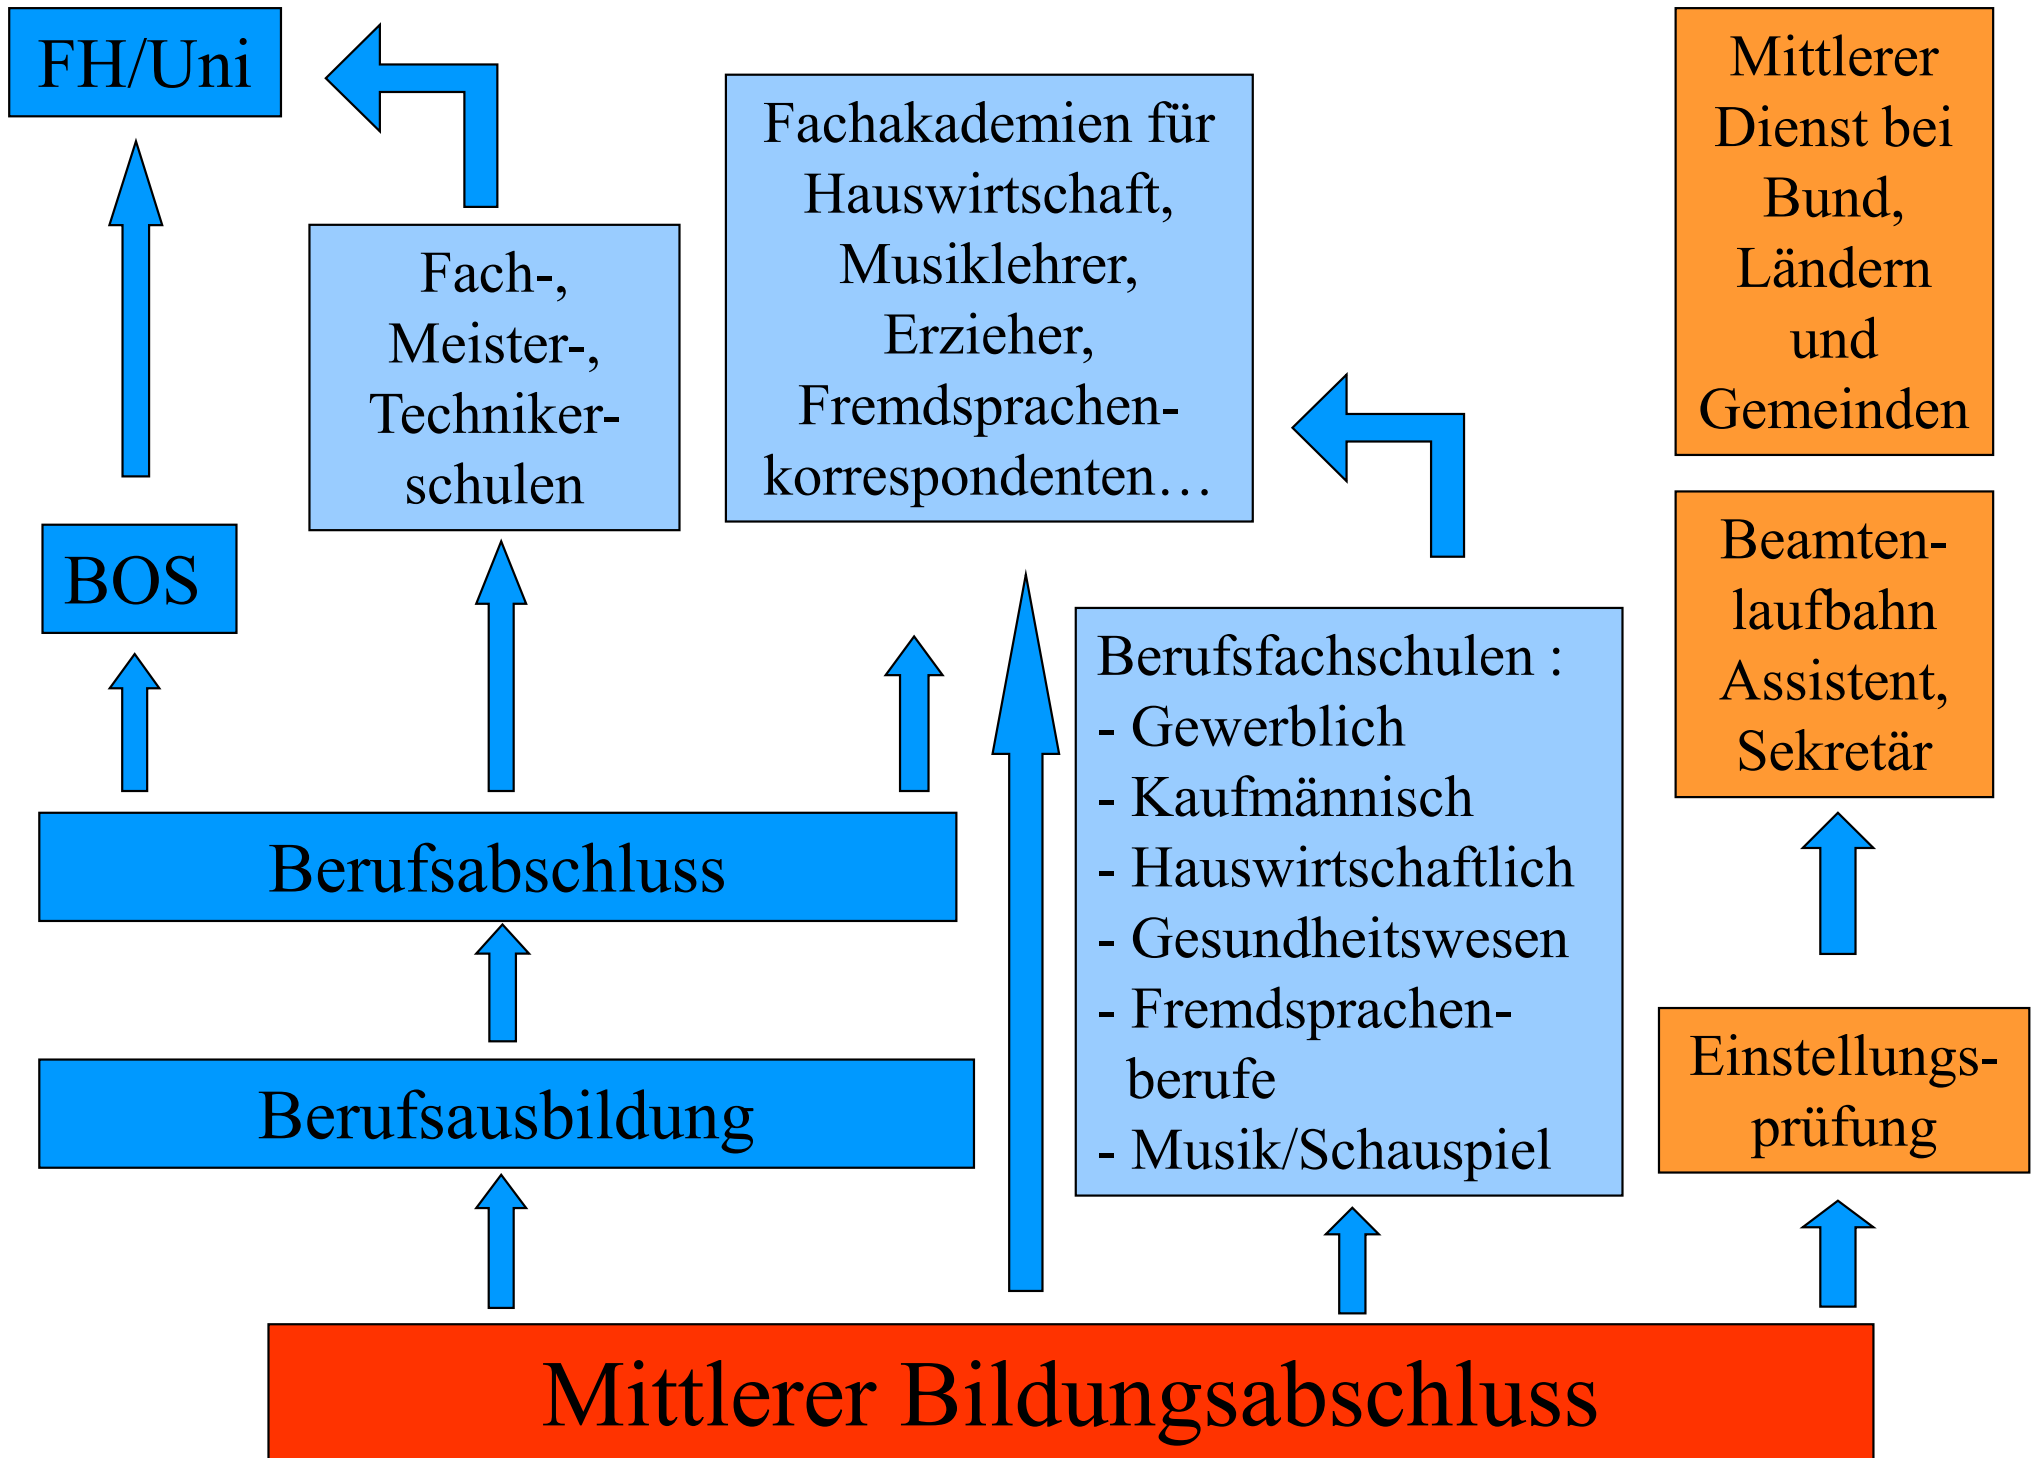 FH/Uni
Fach-,
Meister-,
Techniker-
schulen
Fachakademien für
Hauswirtschaft,
Musiklehrer,
Erzieher,
Fremdsprachen-
korrespondenten…
Mittlerer
Dienst bei
Bund,
Ländern
und
Gemeinden
BOS
Berufsfachschulen :
- Gewerblich
- Kaufmännisch
- Hauswirtschaftlich
- Gesundheitswesen
- Fremdsprachen-
berufe
- Musik/Schauspiel
Beamten-
laufbahn
Assistent,
Sekretär
Berufsabschluss
Berufsausbildung
Einstellungs-
prüfung
Mittlerer Bildungsabschluss